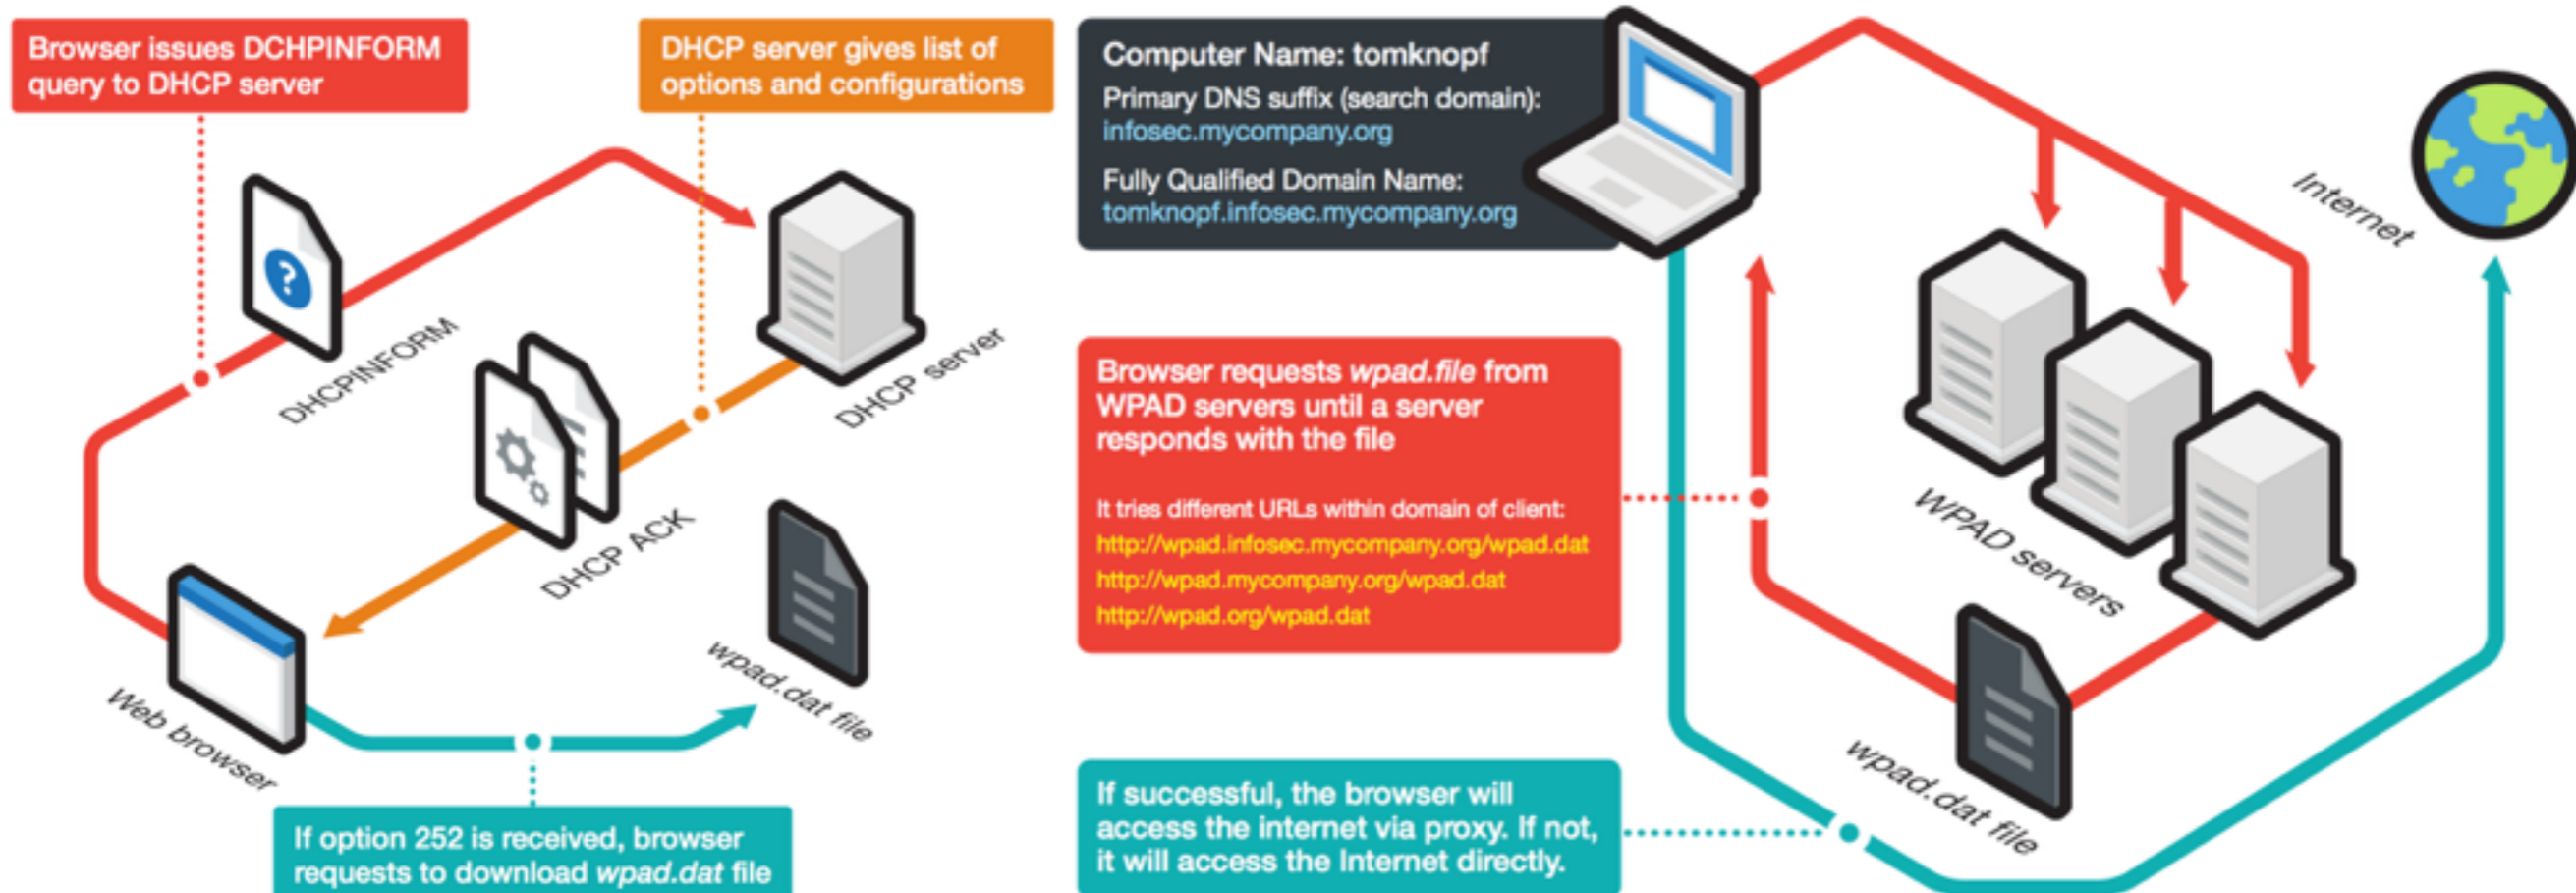 Browser issues DCHPINFORM
query to DHCP server
DHCP server gives list of
options and configurations
DHCPINFORM
DHCP server
DHCP ACK
Web browser
wpad.dat file
If option 252 is received, browser
requests to download wpad.dat file
Computer Name: tomknopf
Primary DNS suffix (search domain):
infosec.mycompany.org
Fully Qualified Domain Name:
tomknopf.infosec.mycompany.org
Internet
WPAD servers
Browser requests wpad.file from
WPAD servers until a server
responds with the file
It tries different URLs within domain of client:
http://wpad.infosec.mycompany.org/wpad.dat
http://wpad.mycompany.org/wpad.dat
http://wpad.org/wpad.dat
wpad.dat file
If successful, the browser will
access the internet via proxy. If not,
it will access the Internet directly.